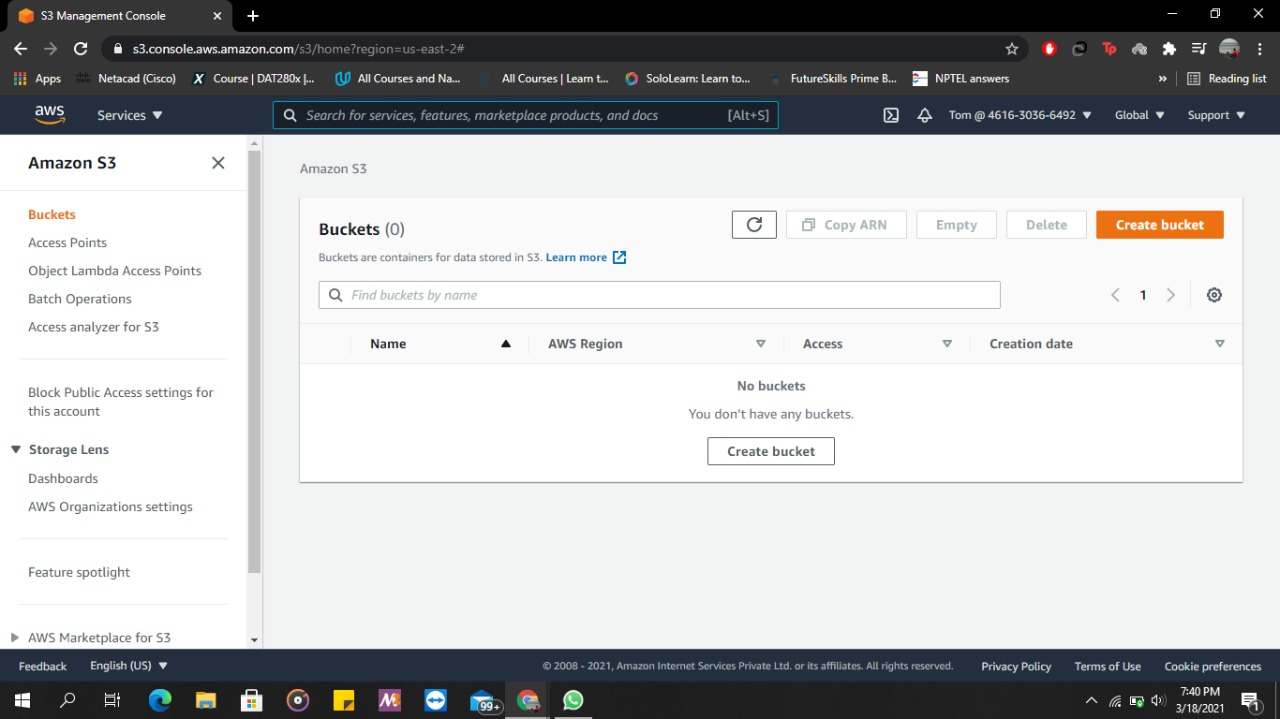 S3 Management Console
s3.console.aws.amazon.com/s3/home?region=us-east-2#
Apps Netacad (Cisco) Course | DAT280x |... All Courses and Na... All Courses | Learn t... SoloLearn: Learn to... FutureSkills Prime B... NPTEL answers » Reading list
aws Services Search for services, features, marketplace products, and docs [Alt+S] Tom @ 4616-3036-6492 Global Support
Amazon S3
Buckets
Access Points
Object Lambda Access Points
Batch Operations
Access analyzer for S3
Block Public Access settings for
this account
Storage Lens
Dashboards
AWS Organizations settings
Feature spotlight
AWS Marketplace for S3
Amazon S3
Buckets (0) Copy ARN Empty Delete Create bucket
Buckets are containers for data stored in S3. Learn more
Find buckets by name 1
Name AWS Region Access Creation date
No buckets
You don't have any buckets.
Create bucket
Feedback English (US) © 2008 - 2021, Amazon Internet Services Private Ltd. or its affiliates. All rights reserved. Privacy Policy Terms of Use Cookie preferences
99+
7:40 PM
3/18/2021
1